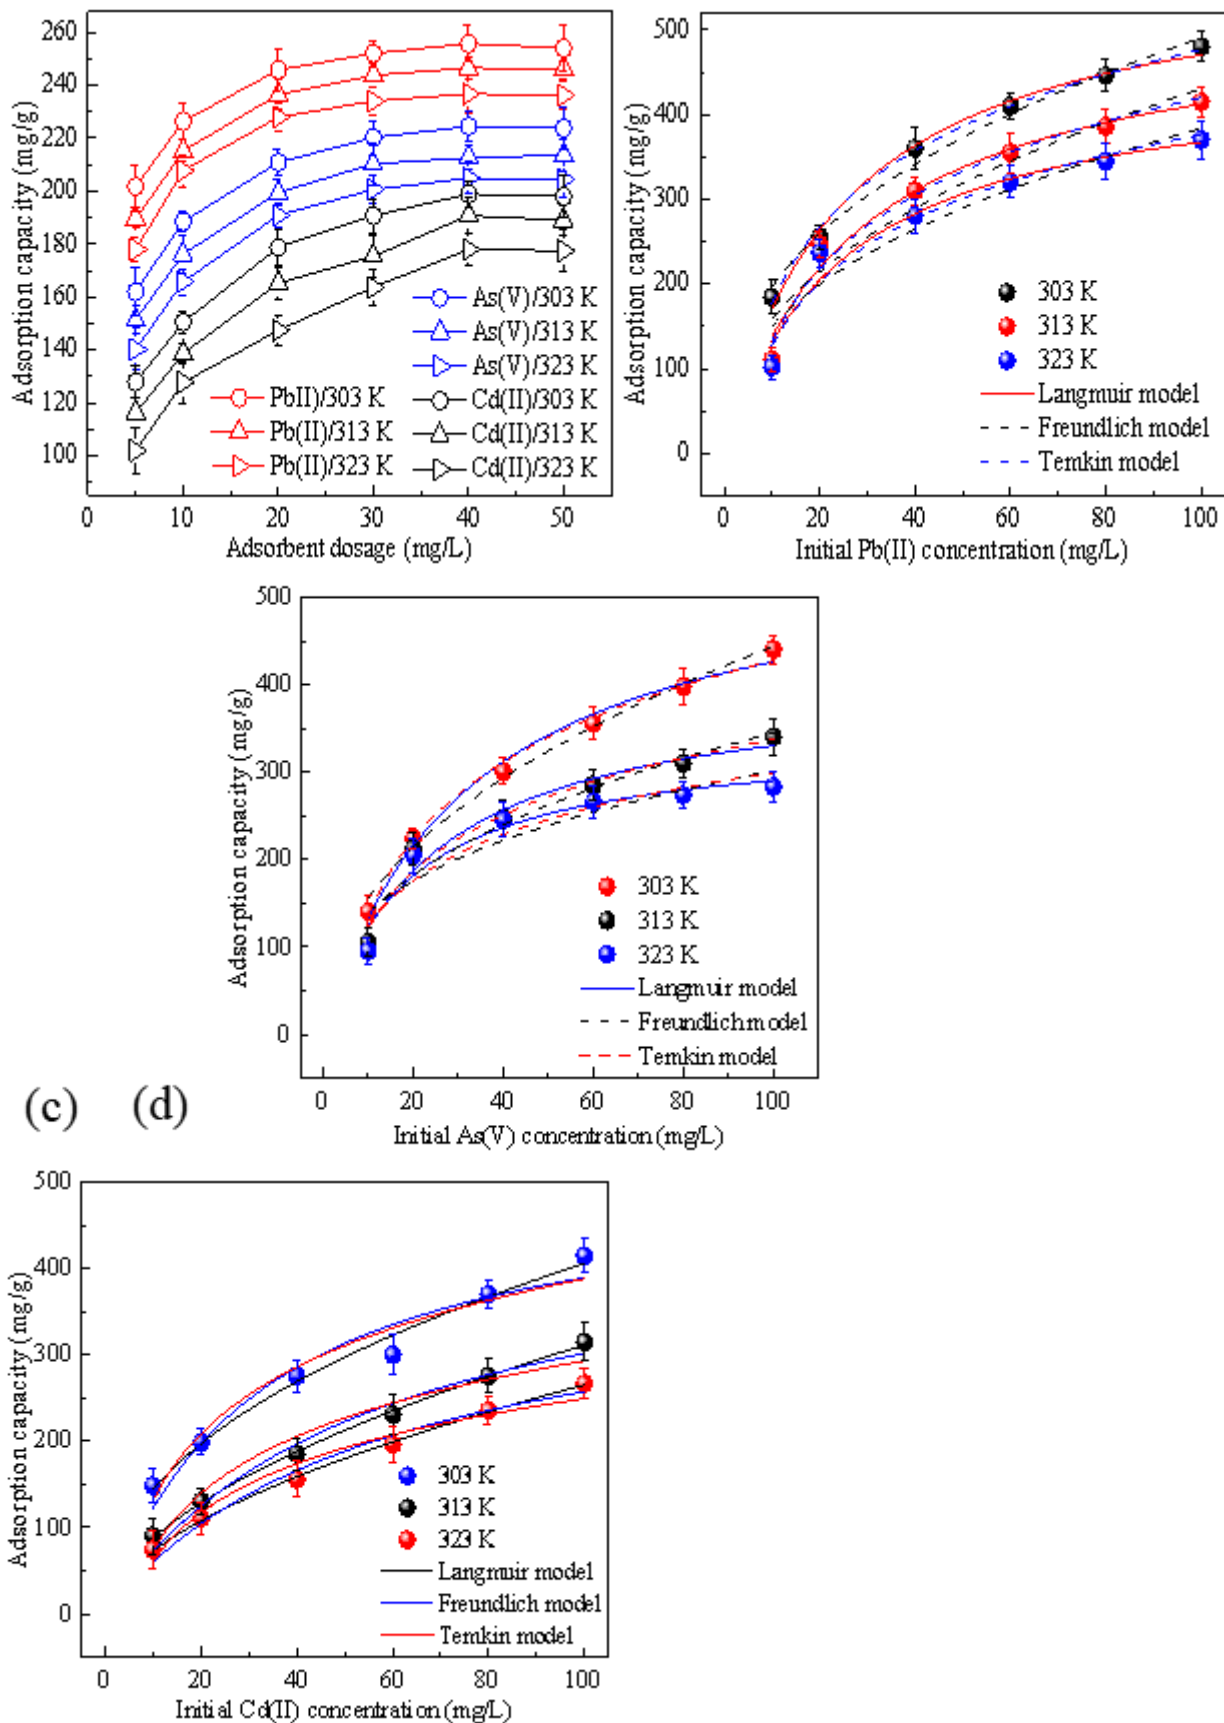 260
240
220
200
180
160
140
120
100
0
10
20
30
40
50
Adsorption capacity (mg/g)
Adsorbent dosage (mg/L)
As(V)/303 K
As(V)/313 K
As(V)/323 K
PbII)/303 K
Cd(II)/303 K
Pb(II)/313 K
Cd(II)/313 K
Pb(II)/323 K
Cd(II)/323 K
500
400
300
200
100
0
0
20
40
60
80
100
Adsorption capacity (mg/g)
Initial Pb(II) concentration (mg/L)
303 K
313 K
323 K
Langmuir model
Freundlich model
Temkin model
500
400
300
200
100
0
0
20
40
60
80
100
Adsorption capacity (mg/g)
Initial As(V) concentration (mg/L)
303 K
313 K
323 K
Langmuir model
Freundlich model
Temkin model
(c) (d)
500
400
300
200
100
0
0
20
40
60
80
100
Adsorption capacity (mg/g)
Initial Cd(II) concentration (mg/L)
303 K
313 K
323 K
Langmuir model
Freundlich model
Temkin model